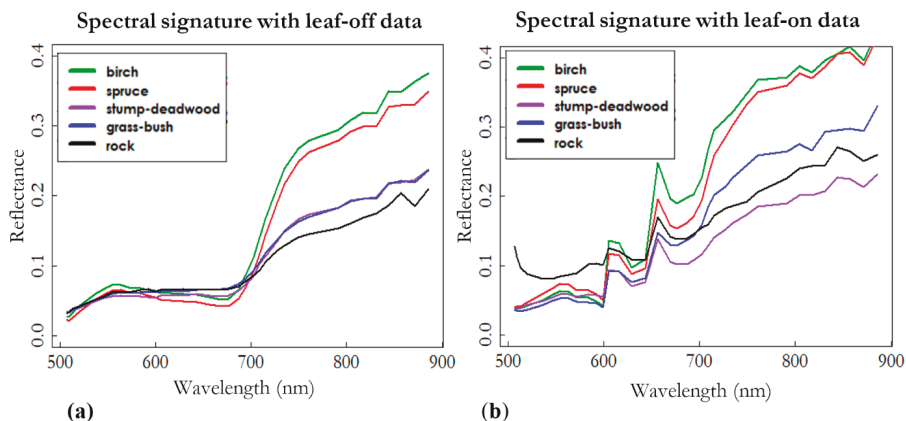 Spectral signature with leaf-off data
0.4
0.3
0.2
0.1
0.0
Reflectance
birch
spruce
stump-deadwood
grass-bush
rock
500
600
700
800
900
Wavelength (nm)
(a)
Spectral signature with leaf-on data
0.4
0.3
0.2
0.1
0.0
Reflectance
birch
spruce
stump-deadwood
grass-bush
rock
500
600
700
800
900
Wavelength (nm)
(b)